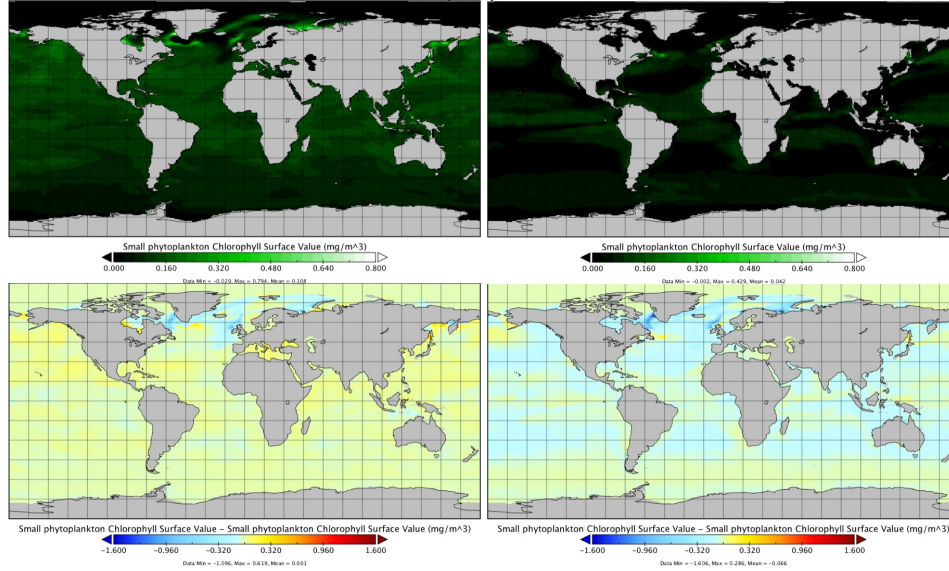 Small phytoplankton Chlorophyll Surface Value (mg/m^3)
0.000 0.160 0.320 0.480 0.640 0.800
Data Min = -0.029, Max = 0.794, Mean = 0.108
Small phytoplankton Chlorophyll Surface Value (mg/m^3)
0.000 0.160 0.320 0.480 0.640 0.800
Data Min = -0.002, Max = 0.429, Mean = 0.042
Small phytoplankton Chlorophyll Surface Value - Small phytoplankton Chlorophyll Surface Value (mg/m^3)
-1.600 -0.960 -0.320 0.320 0.960 1.600
Data Min = -1.096, Max = 0.619, Mean = 0.001
Small phytoplankton Chlorophyll Surface Value - Small phytoplankton Chlorophyll Surface Value (mg/m^3)
-1.600 -0.960 -0.320 0.320 0.960 1.600
Data Min = -1.606, Max = 0.286, Mean = -0.066